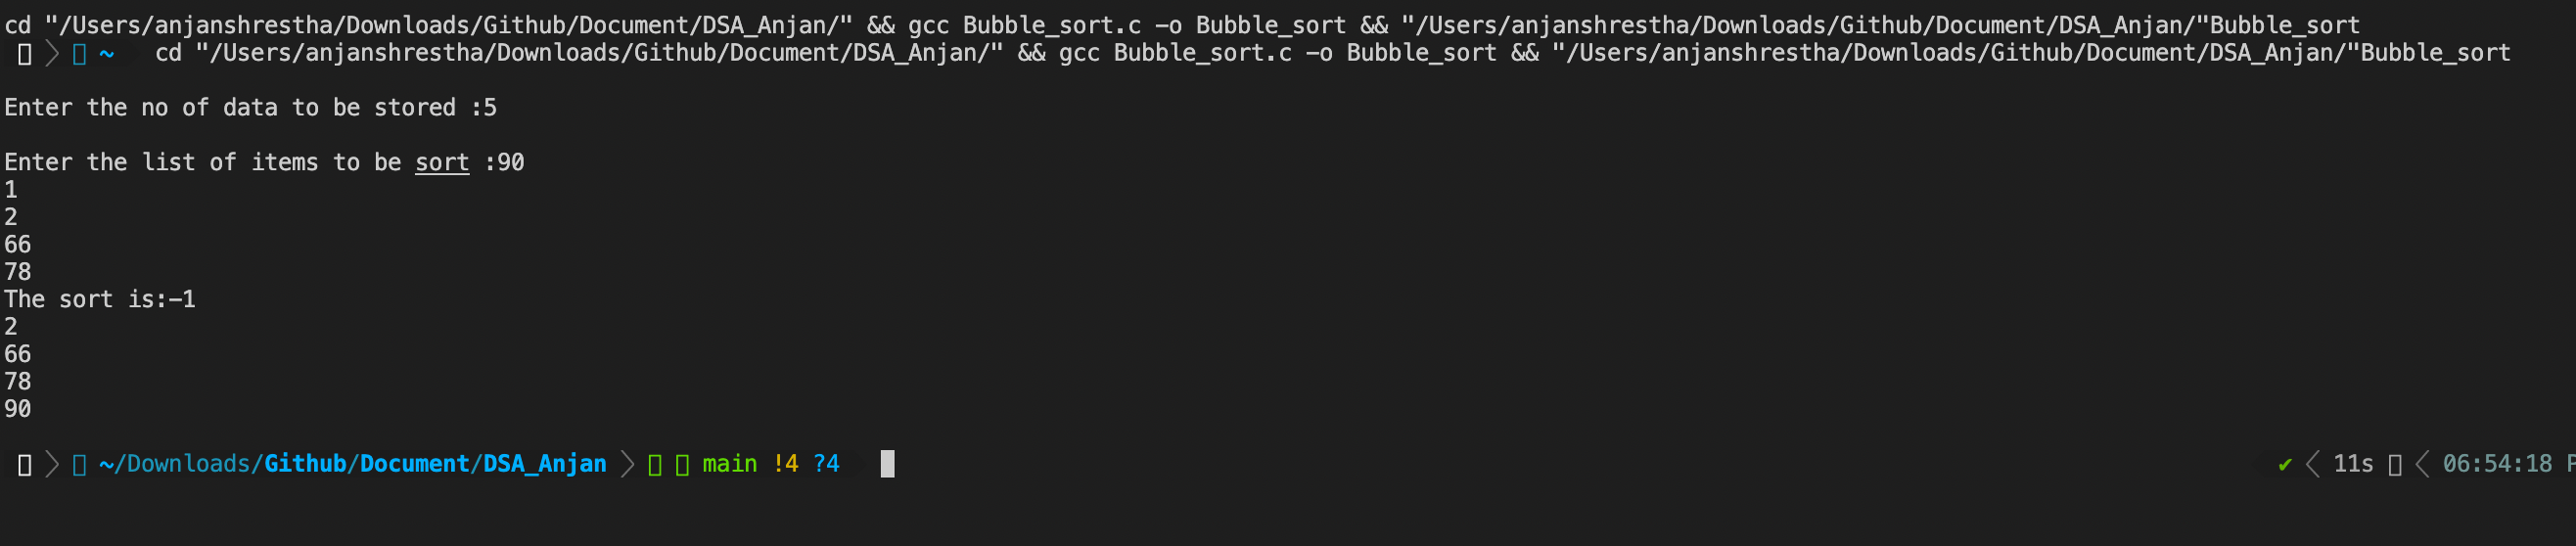 cd "/Users/anjanshrestha/Downloads/Github/Document/DSA_Anjan/" && gcc Bubble_sort.c -o Bubble_sort && "/Users/anjanshrestha/Downloads/Github/Document/DSA_Anjan/"Bubble_sort
~ cd "/Users/anjanshrestha/Downloads/Github/Document/DSA_Anjan/" && gcc Bubble_sort.c -o Bubble_sort && "/Users/anjanshrestha/Downloads/Github/Document/DSA_Anjan/"Bubble_sort
Enter the no of data to be stored :5
Enter the list of items to be sort :90
1
2
66
78
The sort is:-1
2
66
78
90
~/Downloads/Github/Document/DSA_Anjan main !4 ?4 ✔ 11s 06:54:18 P